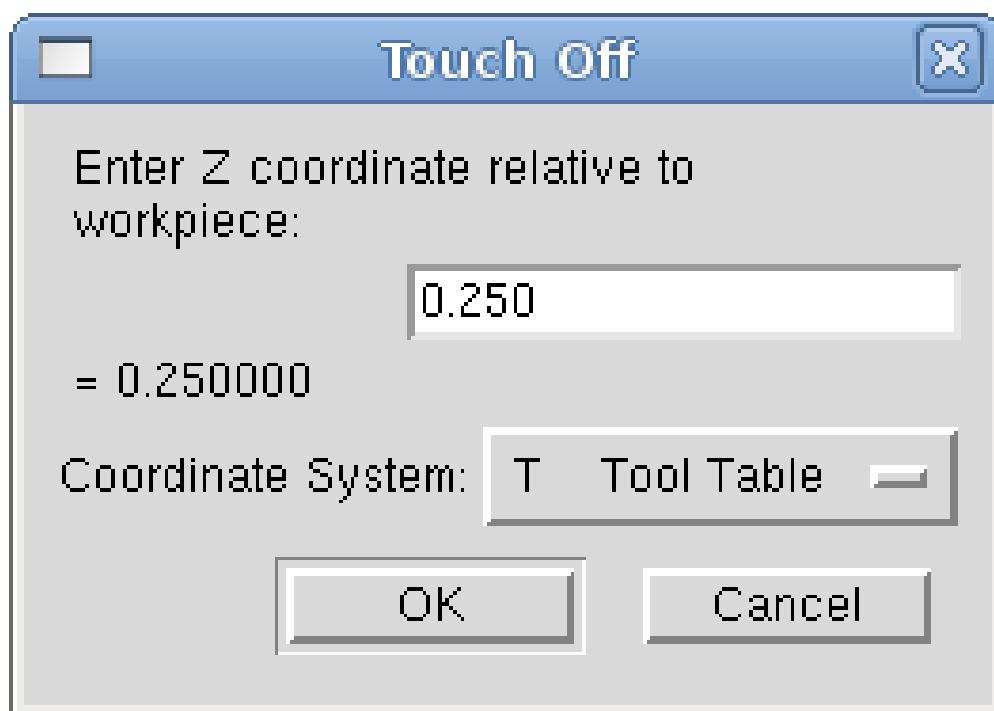 Touch Off
Enter Z coordinate relative to
workpiece:
0.250
= 0.250000
Coordinate System: T Tool Table
OK Cancel